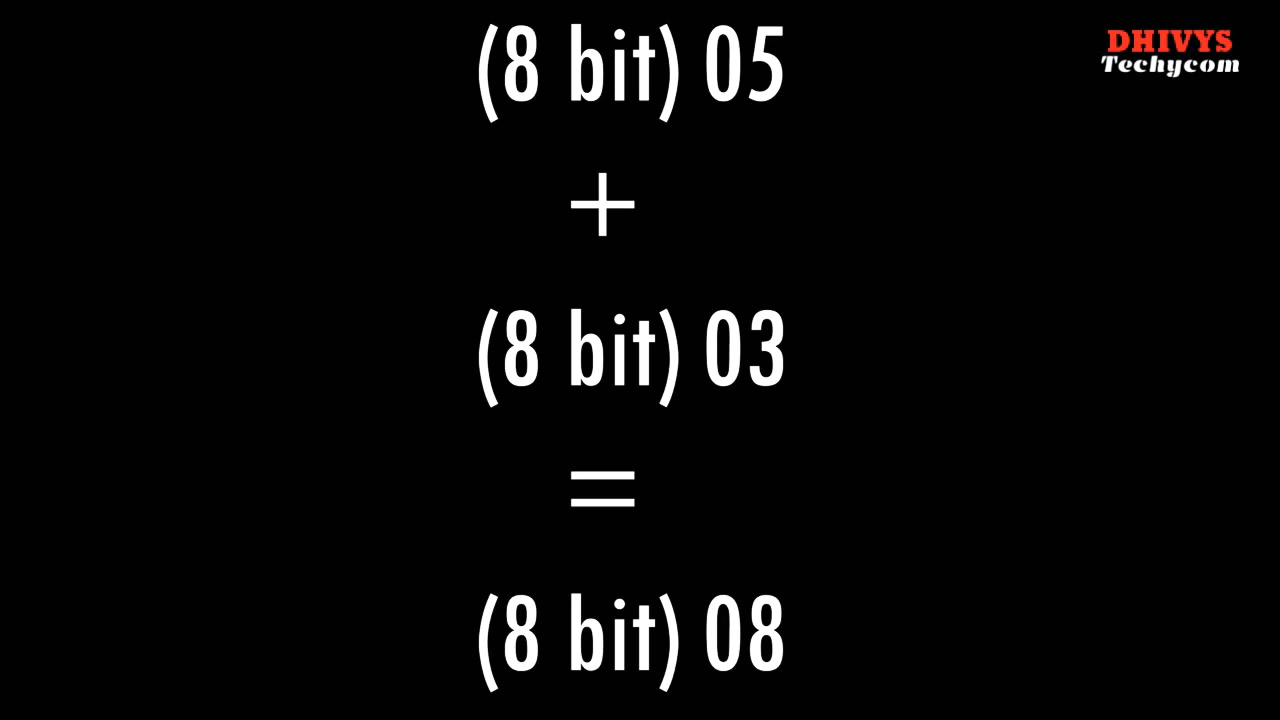 (8 bit) 05
DHIVYS
Techycom
+
(8 bit) 03
=
(8 bit) 08